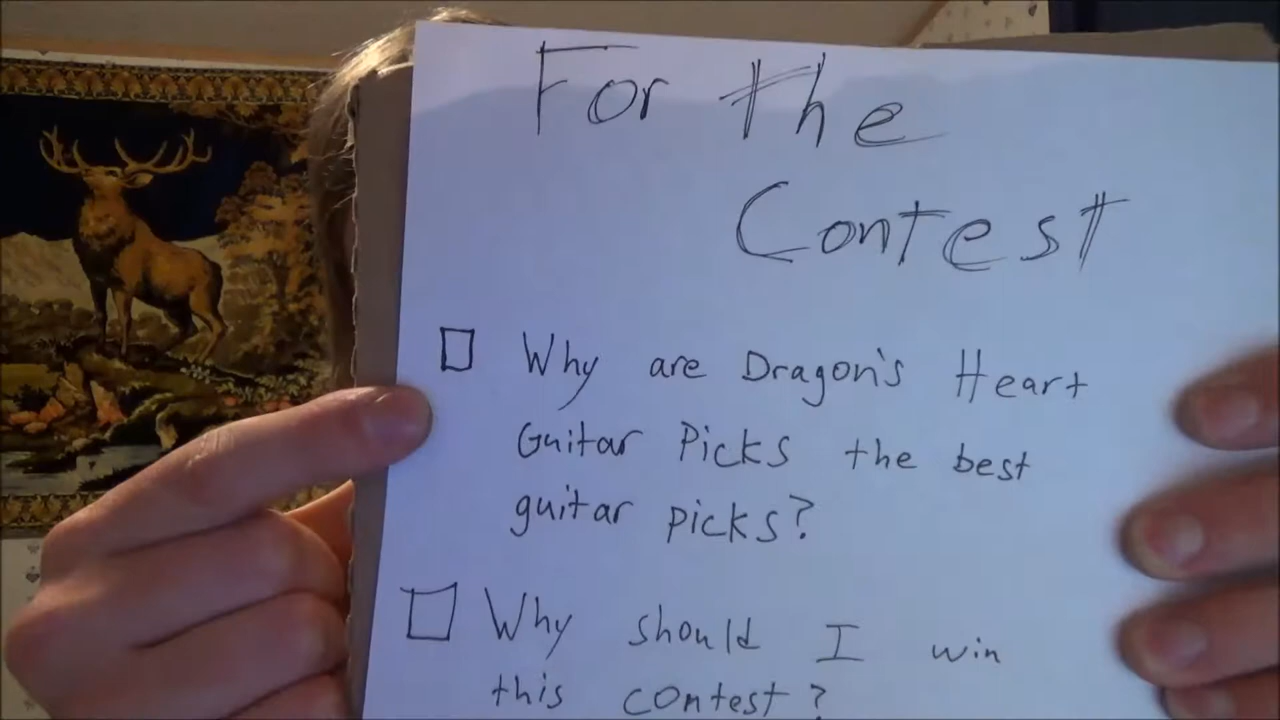 For the
Contest
Why are Dragon's Heart
Guitar Picks the best
guitar picks?
Why should I win
this contest?